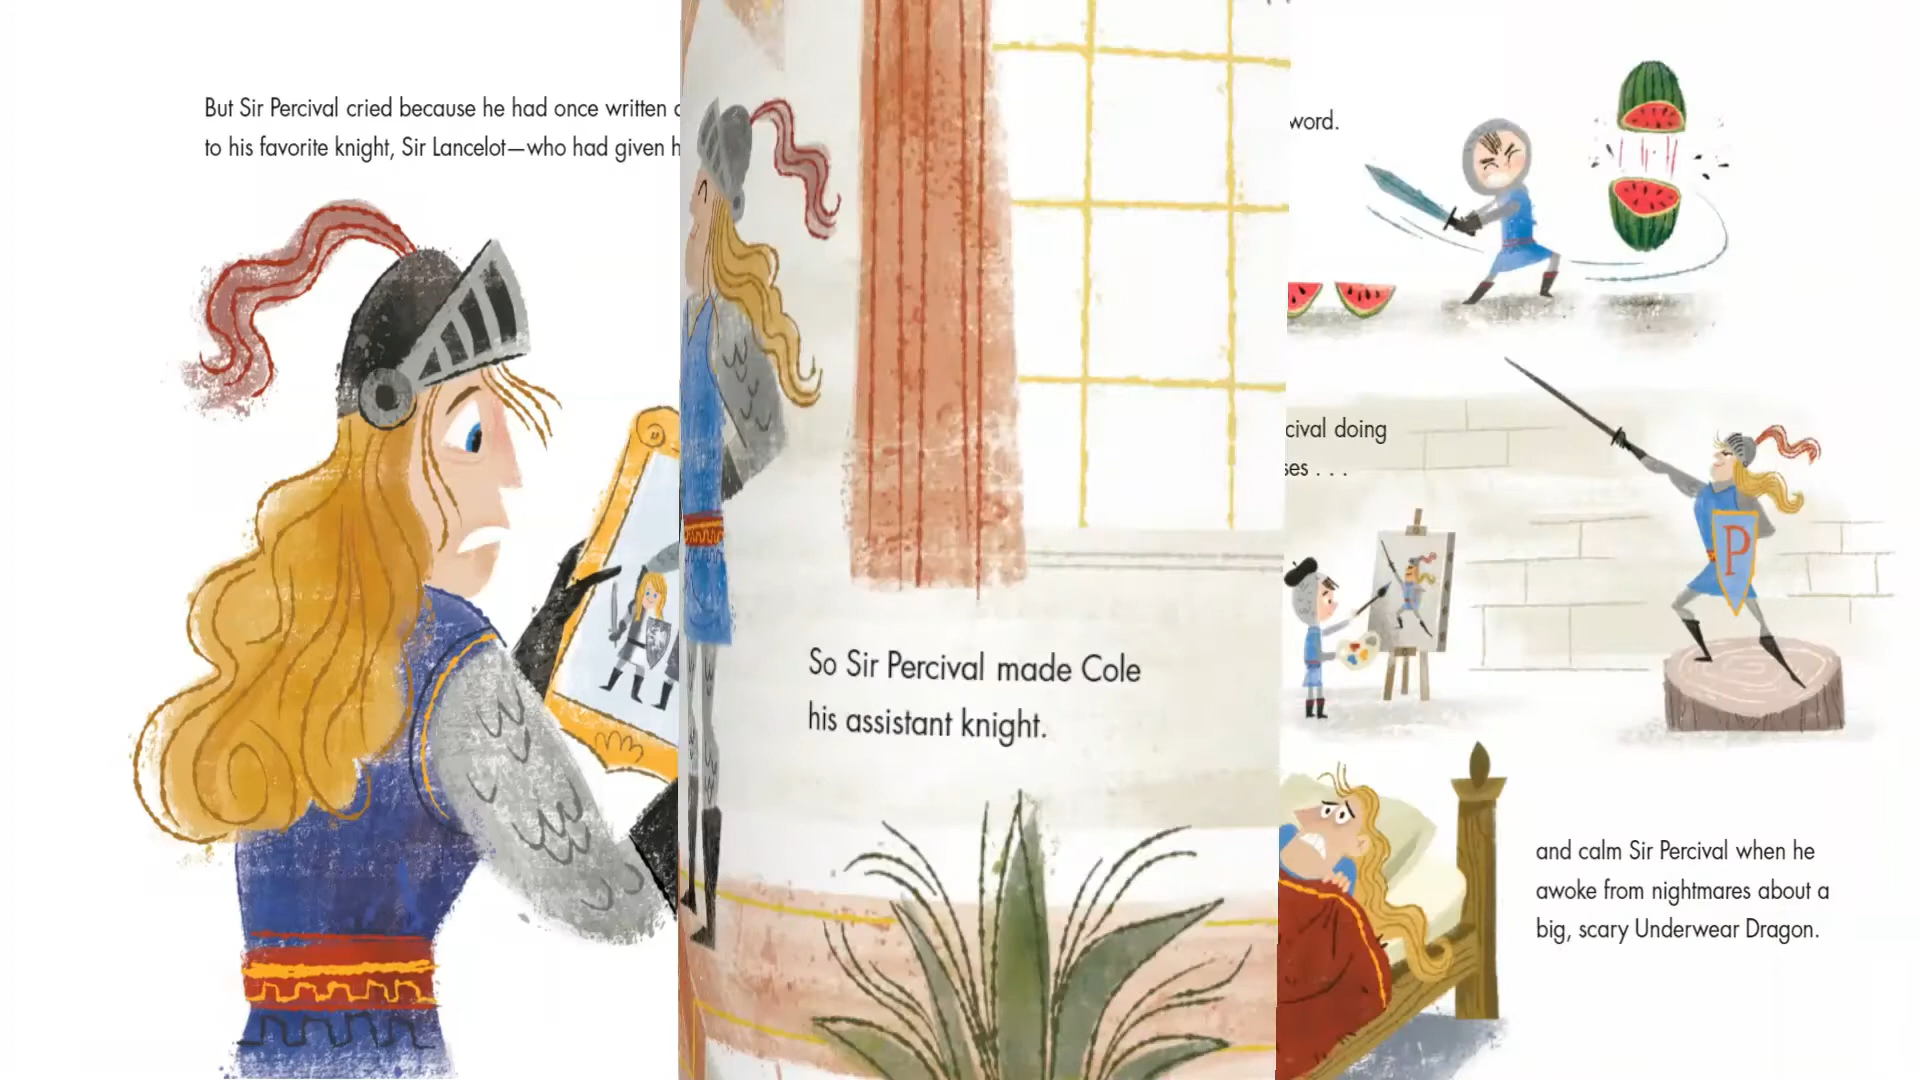 But Sir Percival cried because he had once written
to his favorite knight, Sir Lancelot—who had given
So Sir Percival made Cole
his assistant knight.
word.
cival doing
ses . . .
P
and calm Sir Percival when he
awoke from nightmares about a
big, scary Underwear Dragon.